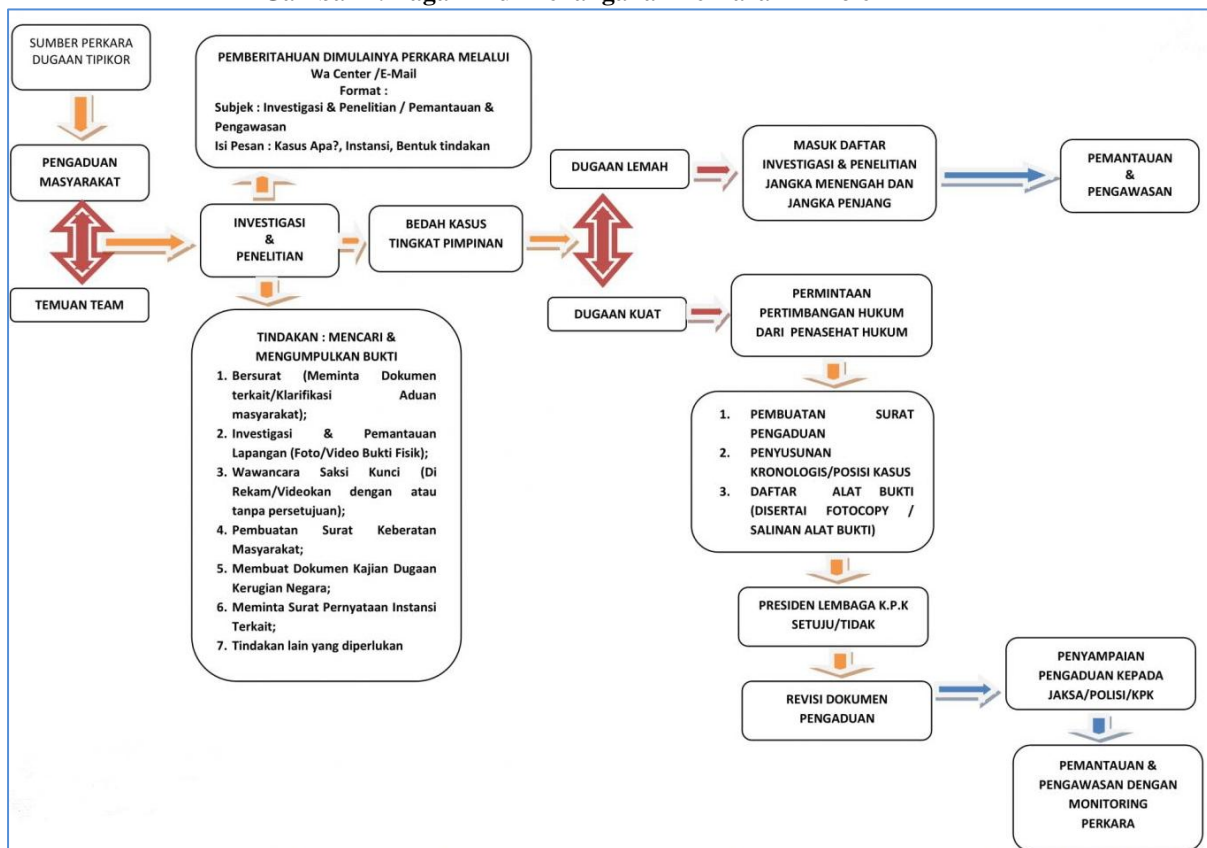 SUMBER PERKARA
DUGAAN TIPIKOR
PENGADUAN
MASYARAKAT
TEMUAN TEAM
PEMBERITAHUAN DIMULAINYA PERKARA MELALUI
Wa Center /E-Mail
Format :
Subjek : Investigasi & Penelitian / Pemantauan &
Pengawasan
Isi Pesan : Kasus Apa?, Instansi, Bentuk tindakan
INVESTIGASI
&
PENELITIAN
TINDAKAN : MENCARI &
MENGUMPULKAN BUKTI
1. Bersurat (Meminta Dokumen
terkait/Klarifikasi Aduan
masyarakat);
2. Investigasi & Pemantauan
Lapangan (Foto/Video Bukti Fisik);
3. Wawancara Saksi Kunci (Di
Rekam/Videokan dengan atau
tanpa persetujuan);
4. Pembuatan Surat Keberatan
Masyarakat;
5. Membuat Dokumen Kajian Dugaan
Kerugian Negara;
6. Meminta Surat Pernyataan Instansi
Terkait;
7. Tindakan lain yang diperlukan
BEDAH KASUS
TINGKAT PIMPINAN
DUGAAN LEMAH
MASUK DAFTAR
INVESTIGASI & PENELITIAN
JANGKA MENENGAH DAN
JANGKA PENJANG
PEMANTAUAN
&
PENGAWASAN
DUGAAN KUAT
PERMINTAAN
PERTIMBANGAN HUKUM
DARI PENASEHAT HUKUM
1. PEMBUATAN SURAT
PENGADUAN
2. PENYUSUNAN
KRONOLOGIS/POSISI KASUS
3. DAFTAR ALAT BUKTI
(DISERTAI FOTOCOPY /
SALINAN ALAT BUKTI)
PRESIDEN LEMBAGA K.P.K
SETUJU/TIDAK
REVISI DOKUMEN
PENGADUAN
PENYAMPAIAN
PENGADUAN KEPADA
JAKSA/POLISI/KPK
PEMANTAUAN &
PENGAWASAN DENGAN
MONITORING
PERKARA